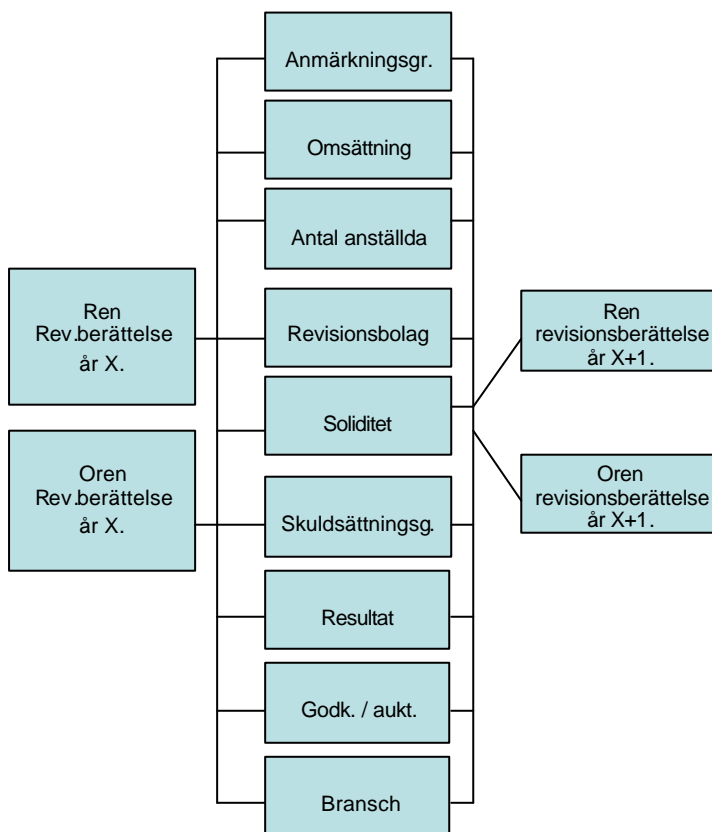 Ren
Rev.berättelse
år X.
Oren
Rev.berättelse
år X.
Anmärkningsgr.
Omsättning
Antal anställda
Revisionsbolag
Soliditet
Skuldsättningsg.
Resultat
Godk. / aukt.
Bransch
Ren
revisionsberättelse
år X+1.
Oren
revisionsberättelse
år X+1.